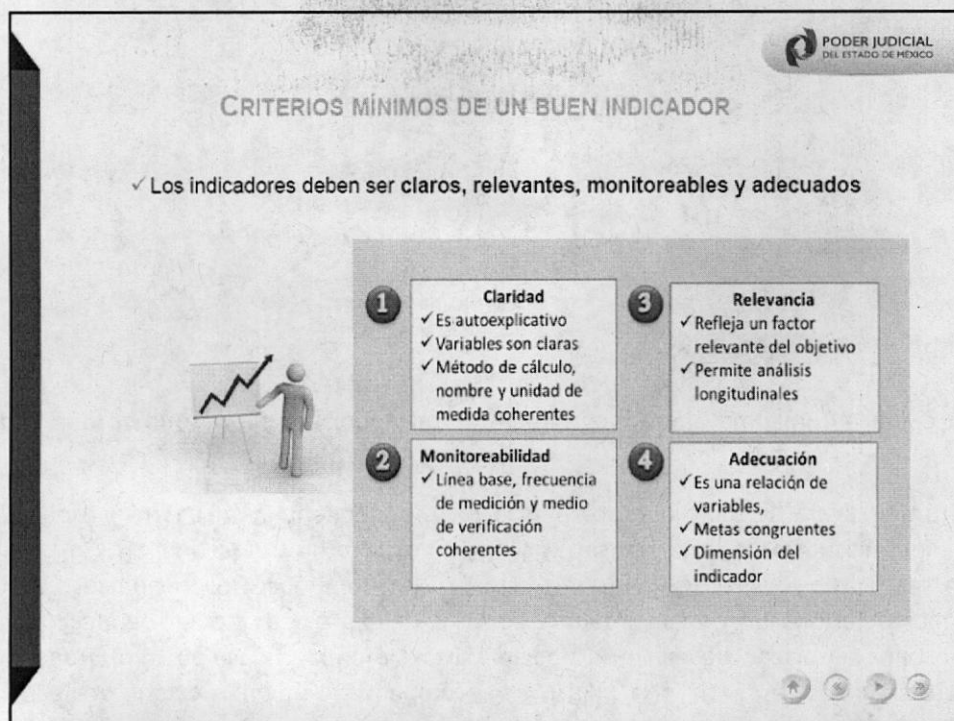 PODER JUDICIAL
DEL ESTADO DE MÉXICO
CRITERIOS MÍNIMOS DE UN BUEN INDICADOR
✓ Los indicadores deben ser claros, relevantes, monitoreables y adecuados
1
Claridad
✓ Es autoexplicativo
✓ Variables son claras
✓ Método de cálculo,
nombre y unidad de
medida coherentes
2
Monitoreabilidad
✓ Línea base, frecuencia
de medición y medio
de verificación
coherentes
3
Relevancia
✓ Refleja un factor
relevante del objetivo
✓ Permite análisis
longitudinales
4
Adecuación
✓ Es una relación de
variables,
✓ Metas congruentes
✓ Dimensión del
indicador